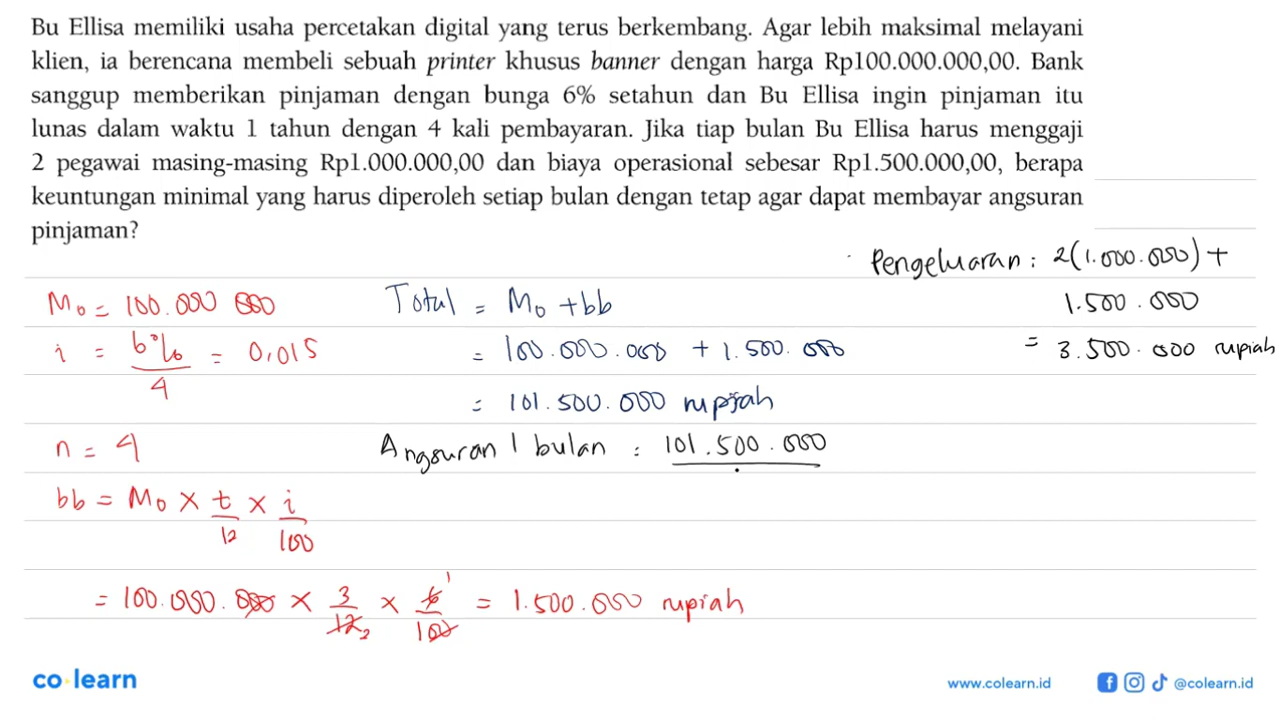 Bu Ellisa memiliki usaha percetakan digital yang terus berkembang. Agar lebih maksimal melayani
klien, ia berencana membeli sebuah printer khusus banner dengan harga Rp100.000.000,00. Bank
sanggup memberikan pinjaman dengan bunga 6% setahun dan Bu Ellisa ingin pinjaman itu
lunas dalam waktu 1 tahun dengan 4 kali pembayaran. Jika tiap bulan Bu Ellisa harus menggaji
2 pegawai masing-masing Rp1.000.000,00 dan biaya operasional sebesar Rp1.500.000,00, berapa
keuntungan minimal yang harus diperoleh setiap bulan dengan tetap agar dapat membayar angsuran
pinjaman?
Pengeluaran : 2(1.000.000) +
1.500.000
= 3.500.000 rupiah
M₀ = 100.000 000
i = 6% / 4 = 0,015
n = 4
bb = M₀ × t/12 × i/100
= 100.000.000 × 3/12 2 × 6 1/100 = 1.500.000 rupiah
Total = M₀ + bb
= 100.000.000 + 1.500.000
= 101.500.000 rupiah
Angsuran 1 bulan = 101.500.000
co learn
www.colearn.id
@colearn.id